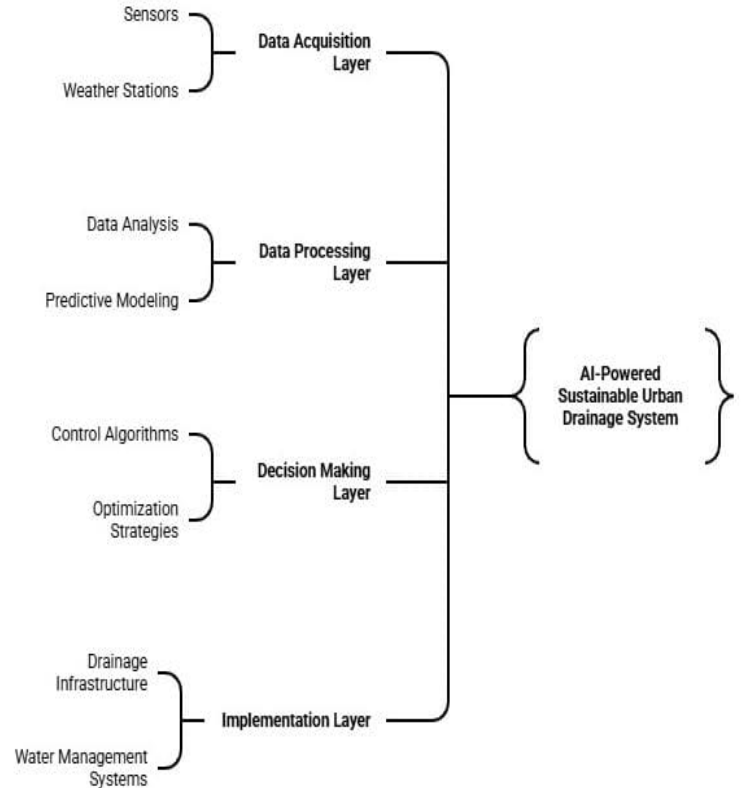 Sensors
Data Acquisition
Layer
Weather Stations
Data Analysis
Data Processing
Layer
Predictive Modeling
AI-Powered
Sustainable Urban
Drainage System
Control Algorithms
Decision Making
Layer
Optimization
Strategies
Drainage
Infrastructure
Implementation Layer
Water Management
Systems